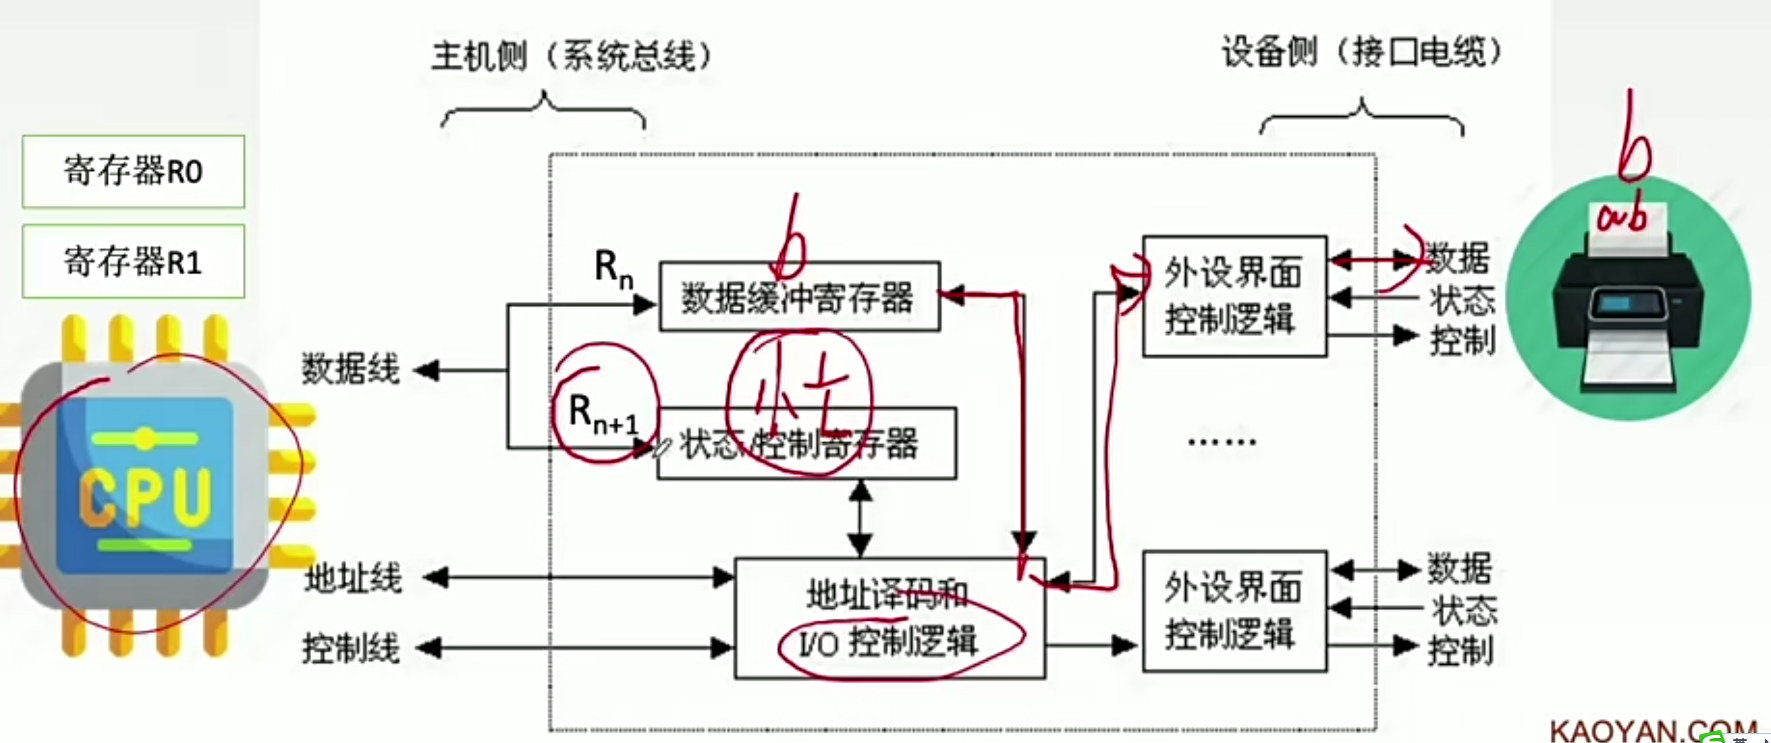 主机侧（系统总线）
设备侧（接口电缆）
寄存器R0
寄存器R1
b
b
ab
Rn
数据缓冲寄存器
外设界面
控制逻辑
数据
状态
控制
数据线
Rn+1
状态/控制寄存器
……
CPU
地址线
控制线
地址译码和
I/O 控制逻辑
外设界面
控制逻辑
数据
状态
控制
KAOYAN.COM